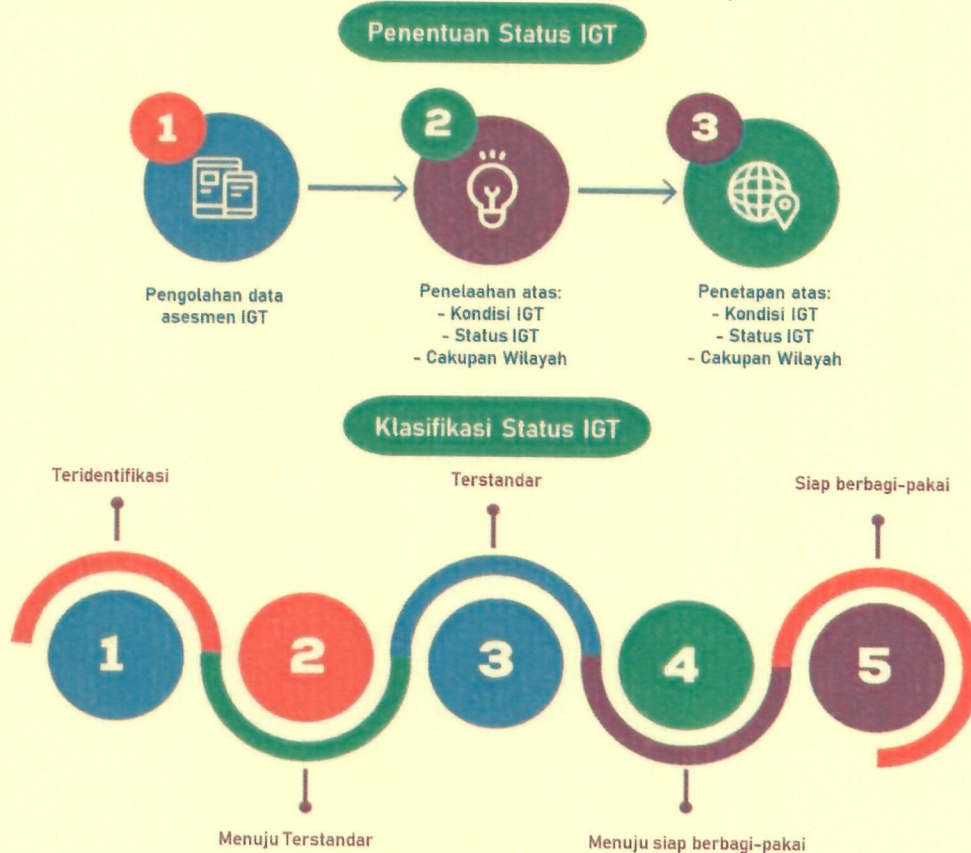 Penentuan Status IGT
1
2
3
Pengolahan data
asesmen IGT
Penelaahan atas:
- Kondisi IGT
- Status IGT
- Cakupan Wilayah
Penetapan atas:
- Kondisi IGT
- Status IGT
- Cakupan Wilayah
Klasifikasi Status IGT
Teridentifikasi
Terstandar
Siap berbagi-pakai
1
2
3
4
5
Menuju Terstandar
Menuju siap berbagi-pakai